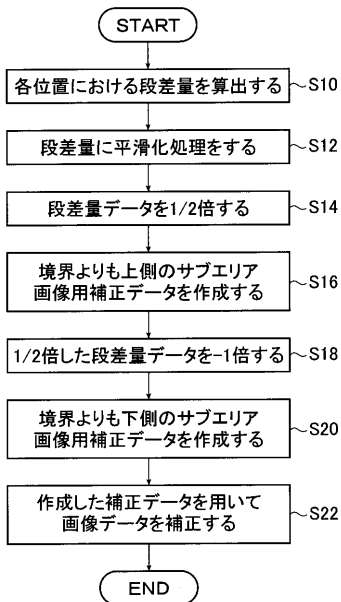 START
各位置における段差量を算出する
S10
段差量に平滑化処理をする
S12
段差量データを1/2倍する
S14
境界よりも上側のサブエリア
画像用補正データを作成する
S16
1/2倍した段差量データを-1倍する
S18
境界よりも下側のサブエリア
画像用補正データを作成する
S20
作成した補正データを用いて
画像データを補正する
S22
END